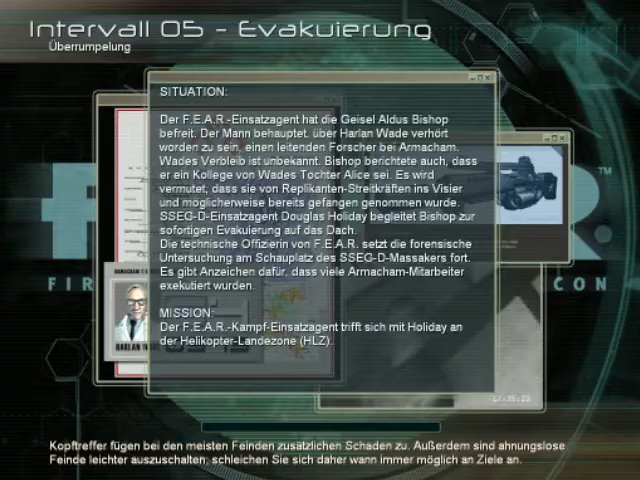 Intervall 05 - Evakuierung
Überrumpelung
SITUATION:
Der F.E.A.R.-Einsatzagent hat die Geisel Aldus Bishop
befreit. Der Mann behauptet, über Harlan Wade verhört
worden zu sein, einen leitenden Forscher bei Armacham.
Wades Verbleib ist unbekannt. Bishop berichtete auch, dass
er ein Kollege von Wades Tochter Alice sei. Es wird
vermutet, dass sie von Replikanten-Streitkräften ins Visier
und möglicherweise bereits gefangen genommen wurde.
SSEG-D-Einsatzagent Douglas Holiday begleitet Bishop zur
sofortigen Evakuierung auf das Dach.
Die technische Offizierin von F.E.A.R. setzt die forensische
Untersuchung am Schauplatz des SSEG-D-Massakers fort.
Es gibt Anzeichen dafür, dass viele Armacham-Mitarbeiter
exekutiert wurden.
MISSION:
Der F.E.A.R.-Kampf-Einsatzagent trifft sich mit Holiday an
der Helikopter-Landezone (HLZ).
F R.
TM
FIR CON
HARLAN
17:35:23
Kopftreffer fügen bei den meisten Feinden zusätzlichen Schaden zu. Außerdem sind ahnungslose
Feinde leichter auszuschalten; schleichen Sie sich daher wann immer möglich an Ziele an.